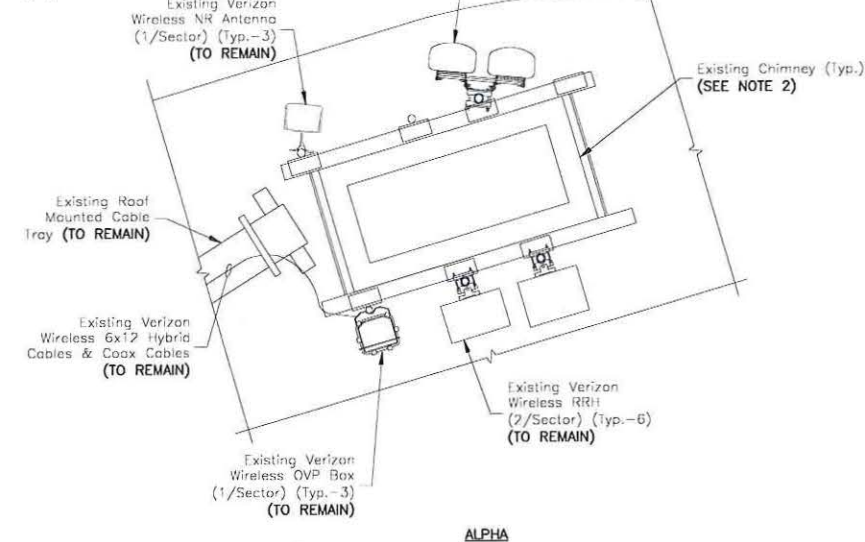 Existing Verizon
Wireless NR Antenna
(1/Sector) (Typ.-3)
(TO REMAIN)
Existing Chimney (Typ.)
(SEE NOTE 2)
Existing Roof
Mounted Cable
Tray (TO REMAIN)
Existing Verizon
Wireless 6x12 Hybrid
Cables & Coax Cables
(TO REMAIN)
Existing Verizon
Wireless RRH
(2/Sector) (Typ.-6)
(TO REMAIN)
Existing Verizon
Wireless OVP Box
(1/Sector) (Typ.-3)
(TO REMAIN)
ALPHA